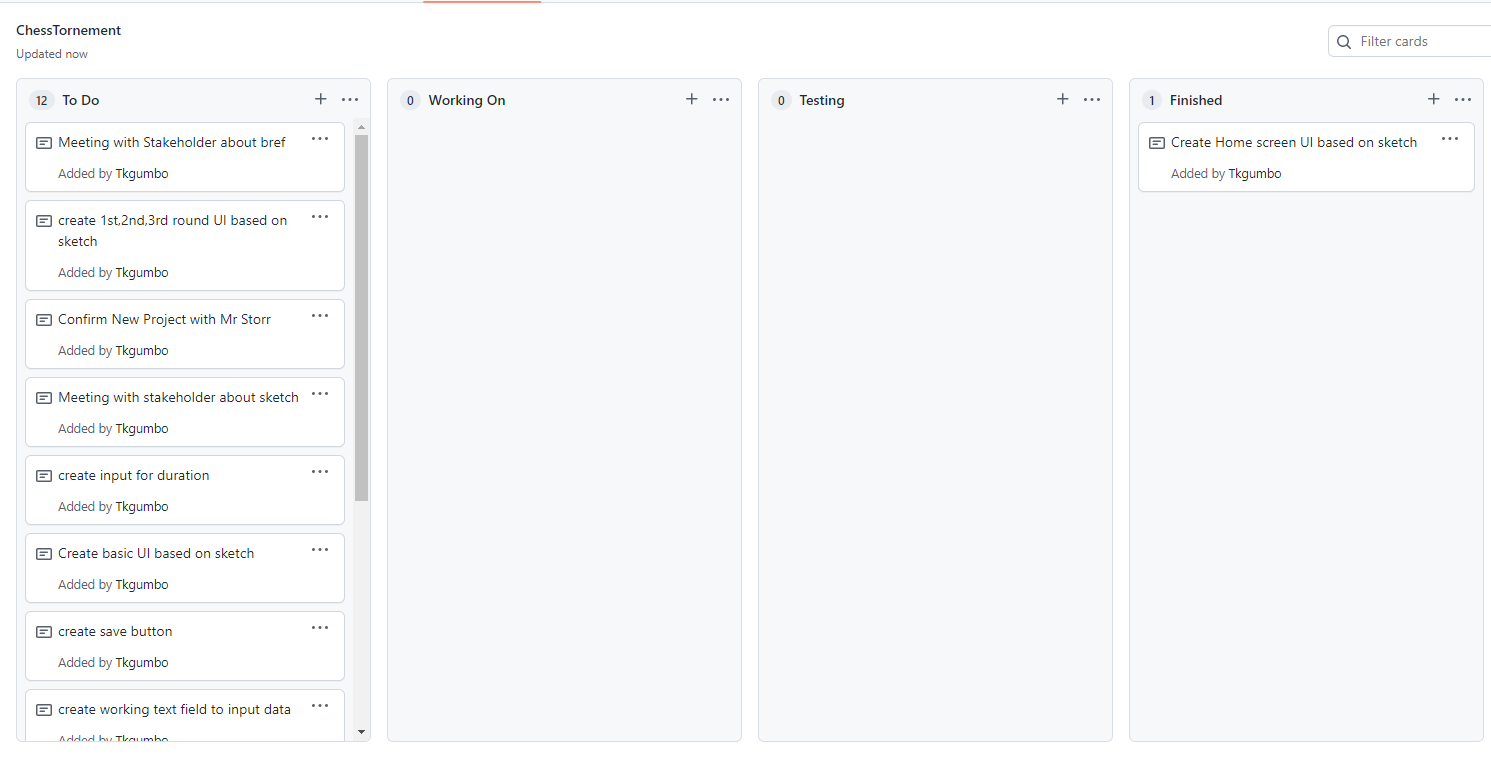 ChessTornement
Updated now
Filter cards
12 To Do
Meeting with Stakeholder about bref
Added by Tkgumbo
create 1st,2nd,3rd round UI based on
sketch
Added by Tkgumbo
Confirm New Project with Mr Storr
Added by Tkgumbo
Meeting with stakeholder about sketch
Added by Tkgumbo
create input for duration
Added by Tkgumbo
Create basic UI based on sketch
Added by Tkgumbo
create save button
Added by Tkgumbo
create working text field to input data
Added by Tkgumbo
0 Working On
0 Testing
1 Finished
Create Home screen UI based on sketch
Added by Tkgumbo